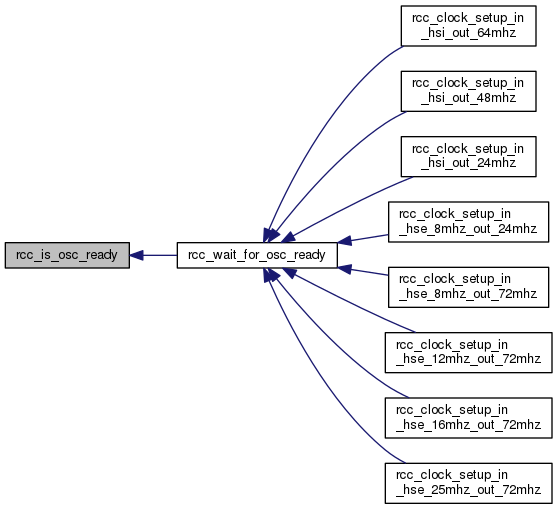 rcc_clock_setup_in
_hsi_out_64mhz
rcc_clock_setup_in
_hsi_out_48mhz
rcc_clock_setup_in
_hsi_out_24mhz
rcc_clock_setup_in
_hse_8mhz_out_24mhz
rcc_is_osc_ready
rcc_wait_for_osc_ready
rcc_clock_setup_in
_hse_8mhz_out_72mhz
rcc_clock_setup_in
_hse_12mhz_out_72mhz
rcc_clock_setup_in
_hse_16mhz_out_72mhz
rcc_clock_setup_in
_hse_25mhz_out_72mhz